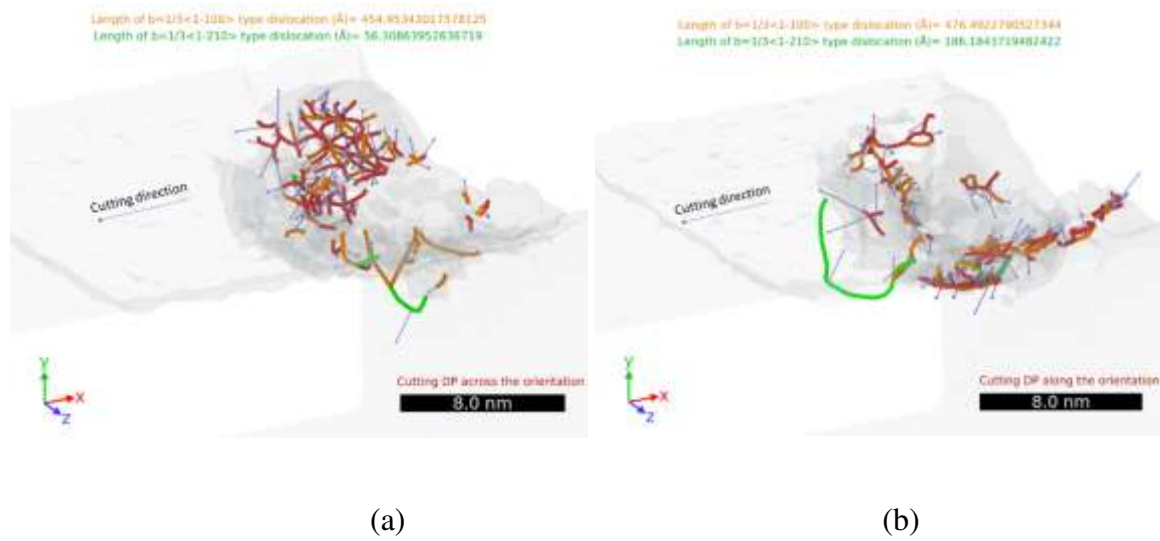 Length of b=1/3<1-100> type dislocation (Å)= 454.95343017578125
Length of b=1/3<1-210> type dislocation (Å)= 56.30863952636719
Cutting direction
Y
X
Z
Cutting DP across the orientation
8.0 nm
Length of b=1/3<1-100> type dislocation (Å)= 476.4922790527344
Length of b=1/3<1-210> type dislocation (Å)= 186.1843719482422
Cutting direction
Y
X
Z
Cutting DP along the orientation
8.0 nm
(a)
(b)